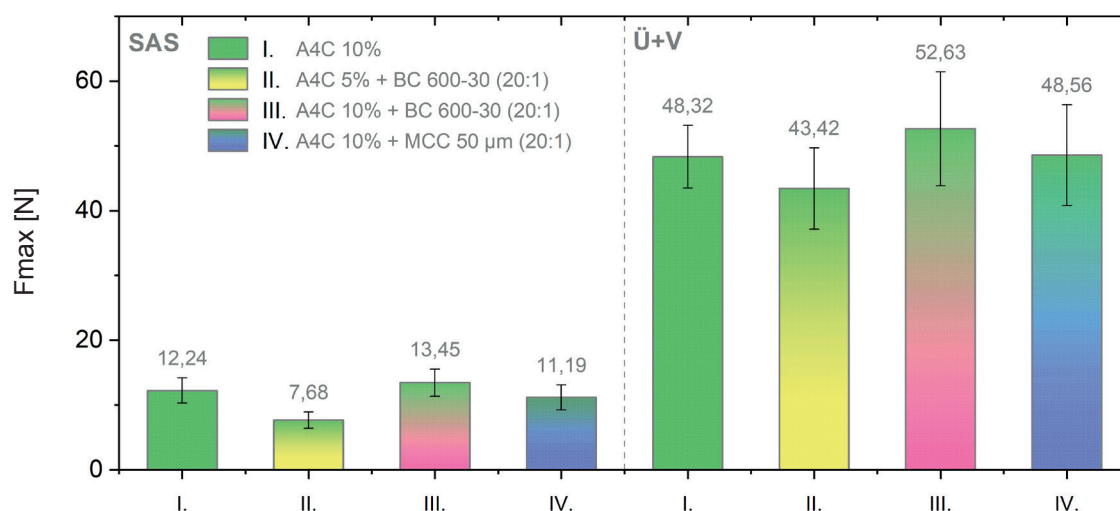 SAS
I. A4C 10%
II. A4C 5% + BC 600-30 (20:1)
III. A4C 10% + BC 600-30 (20:1)
IV. A4C 10% + MCC 50 µm (20:1)
Ü+V
Fmax [N]
60
40
20
0
12,24
7,68
13,45
11,19
48,32
43,42
52,63
48,56
I. II. III. IV. I. II. III. IV.